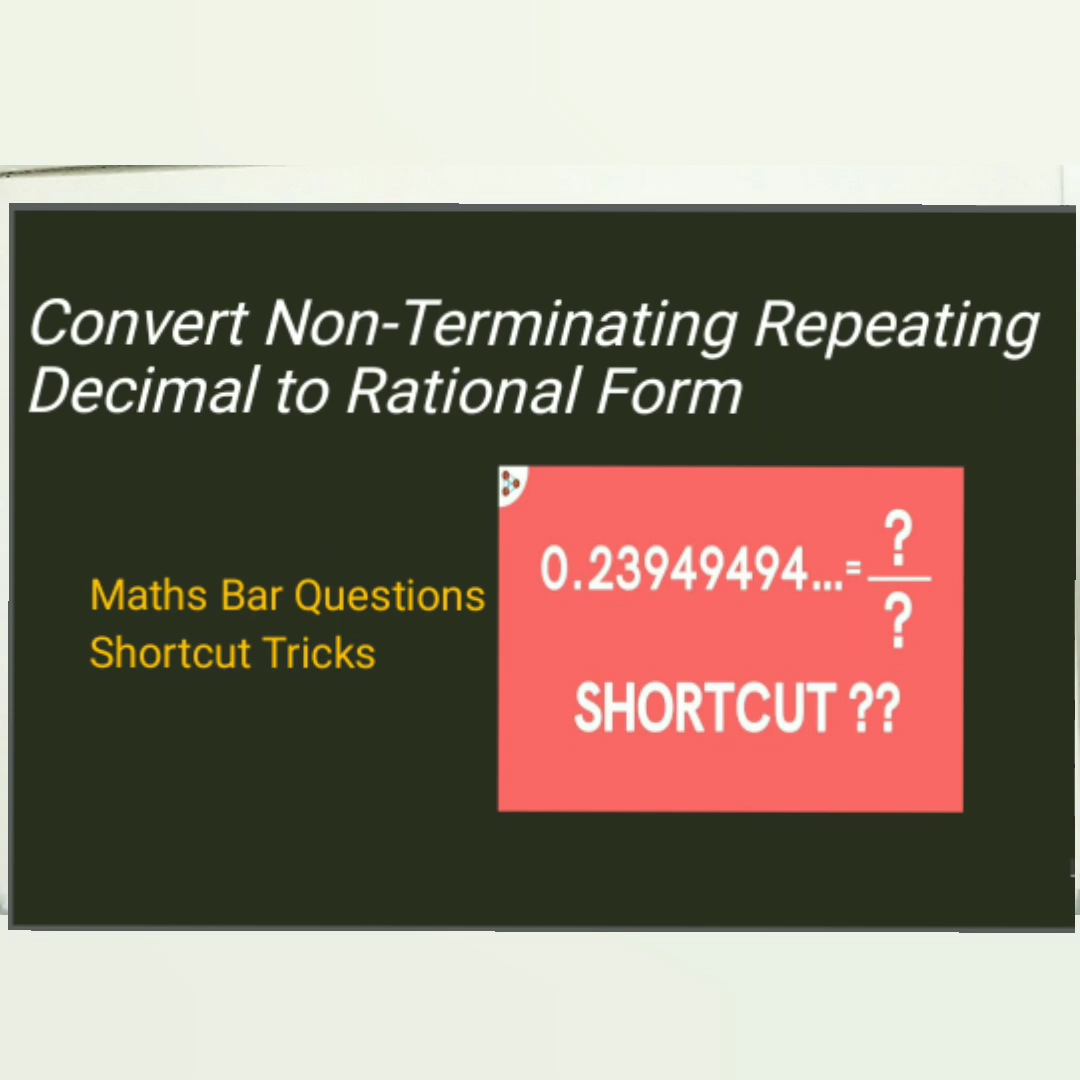 Convert Non-Terminating Repeating
Decimal to Rational Form
Maths Bar Questions
Shortcut Tricks
0.23949494...= ?/?
SHORTCUT ??